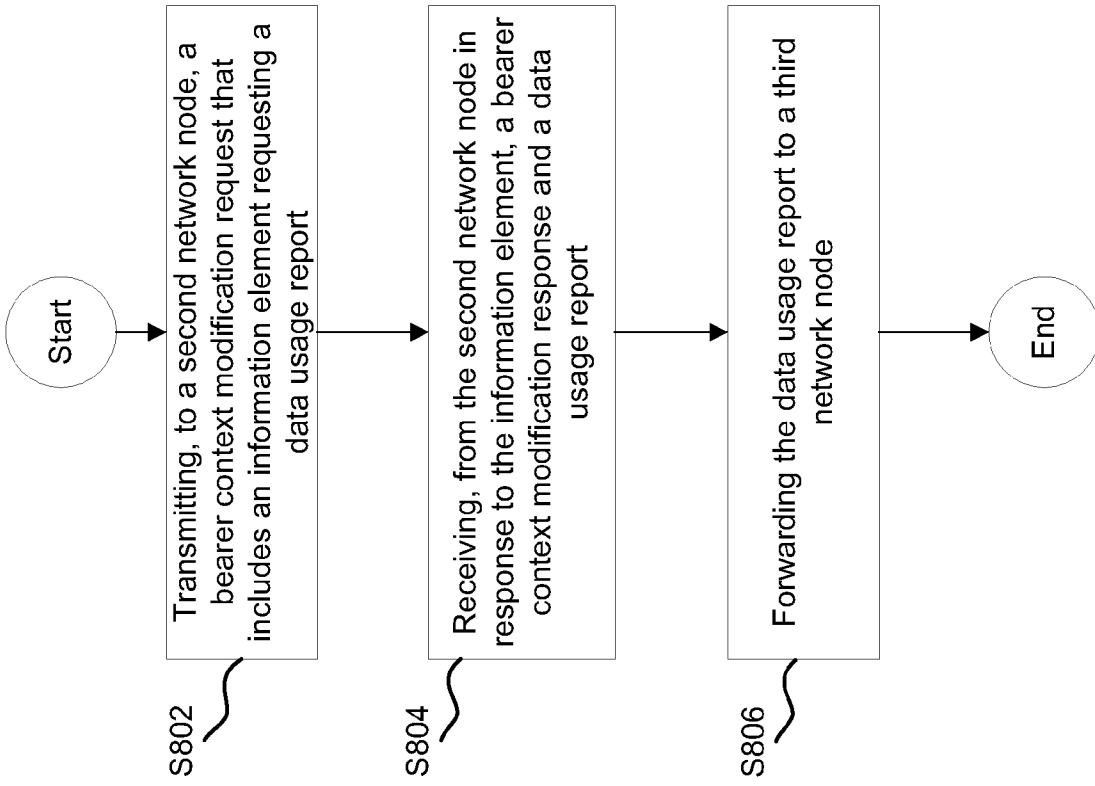 Start
S802
Transmitting, to a second network node, a
bearer context modification request that
includes an information element requesting a
data usage report
S804
Receiving, from the second network node in
response to the information element, a bearer
context modification response and a data
usage report
S806
Forwarding the data usage report to a third
network node
End